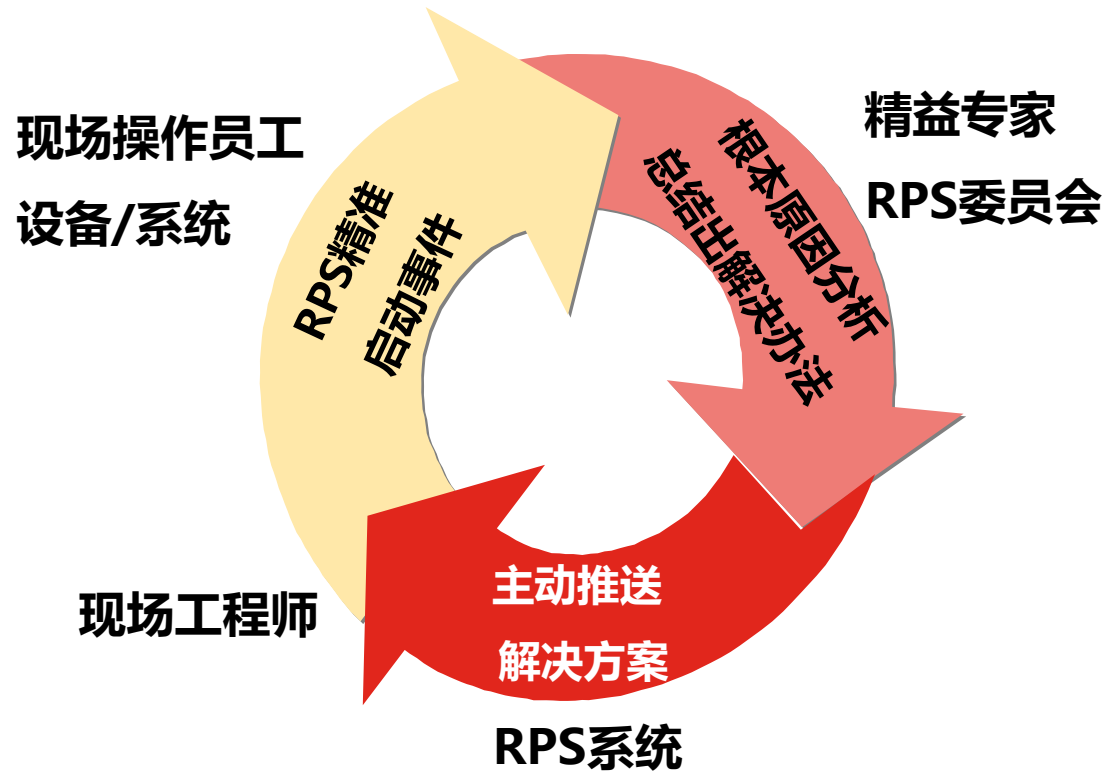 现场操作员工
设备/系统
RPS精准
启动事件
根本原因分析
总结出解决办法
精益专家
RPS委员会
现场工程师
主动推送
解决方案
RPS系统